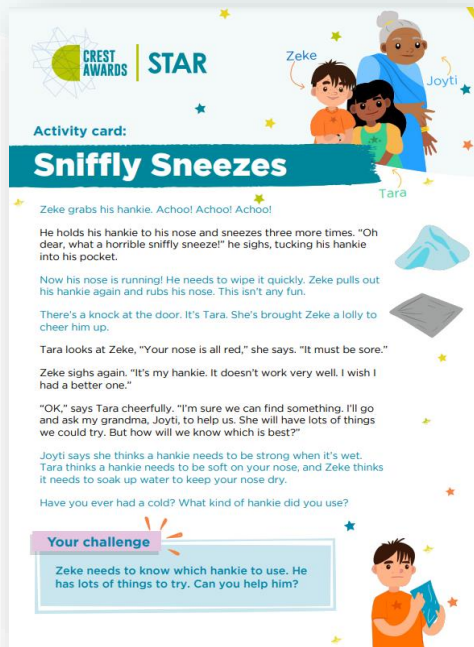 CREST
AWARDS
STAR
Zeke
Joyti
Tara
Activity card:
Sniffly Sneezes
Zeke grabs his hankie. Achoo! Achoo! Achoo!
He holds his hankie to his nose and sneezes three more times. “Oh
dear, what a horrible sniffly sneeze!” he sighs, tucking his hankie
into his pocket.
Now his nose is running! He needs to wipe it quickly. Zeke pulls out
his hankie again and rubs his nose. This isn’t any fun.
There’s a knock at the door. It’s Tara. She’s brought Zeke a lolly to
cheer him up.
Tara looks at Zeke, “Your nose is all red,” she says. “It must be sore.”
Zeke sighs again. “It’s my hankie. It doesn’t work very well. I wish I
had a better one.”
“OK,” says Tara cheerfully. “I’m sure we can find something. I’ll go
and ask my grandma, Joyti, to help us. She will have lots of things
we could try. But how will we know which is best?”
Joyti says she thinks a hankie needs to be strong when it’s wet.
Tara thinks a hankie needs to be soft on your nose, and Zeke thinks
it needs to soak up water to keep your nose dry.
Have you ever had a cold? What kind of hankie did you use?
Your challenge
Zeke needs to know which hankie to use. He
has lots of things to try. Can you help him?